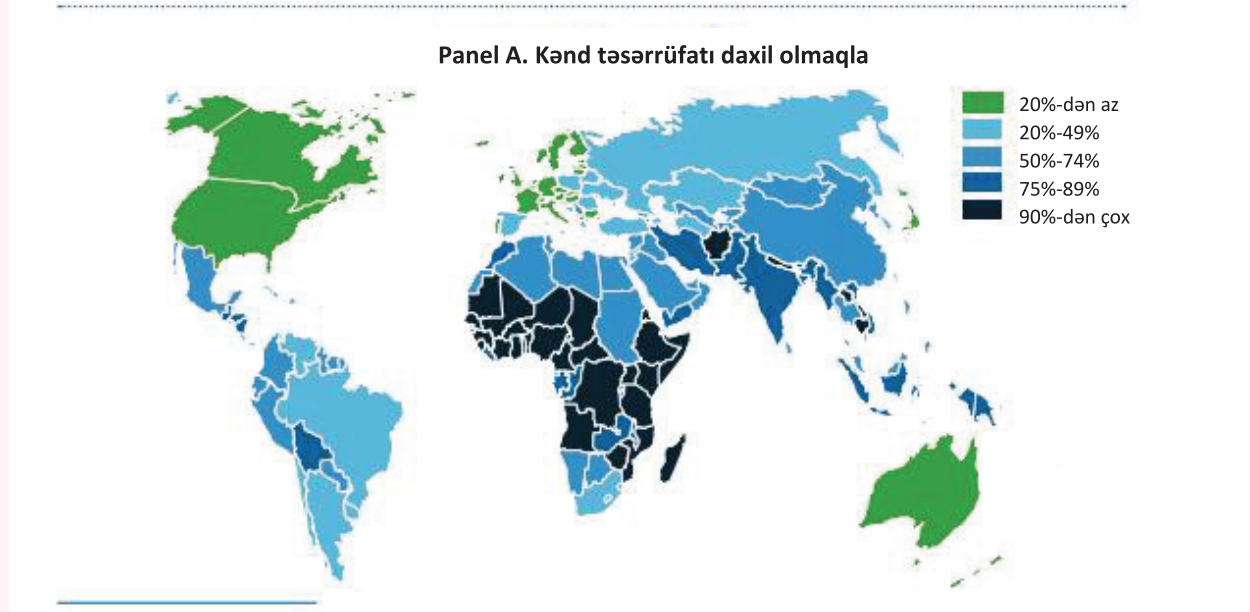 Panel A. Kənd təsərrüfatı daxil olmaqla
20%-dən az
20%-49%
50%-74%
75%-89%
90%-dən çox